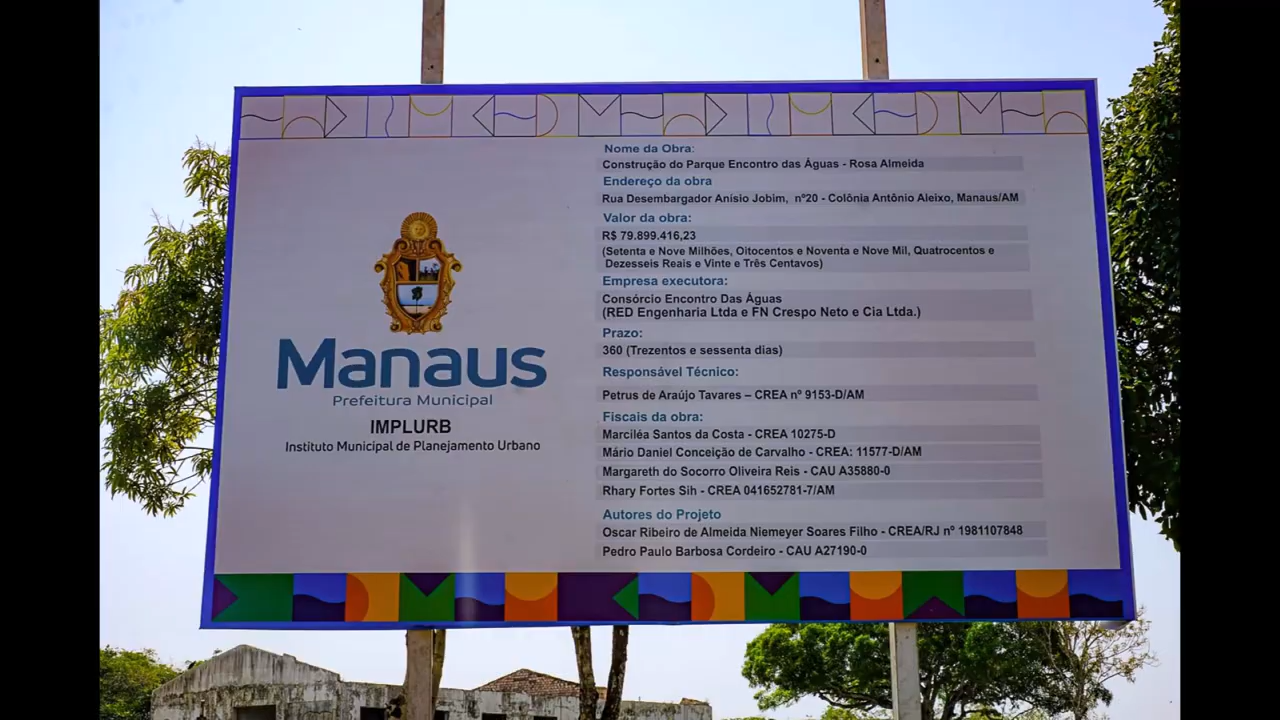 Manaus
Prefeitura Municipal
IMPLURB
Instituto Municipal de Planejamento Urbano
Nome da Obra:
Construção do Parque Encontro das Águas - Rosa Almeida
Endereço da obra
Rua Desembargador Anísio Jobim, nº20 - Colônia Antônio Aleixo, Manaus/AM
Valor da obra:
R$ 79.899.416,23
(Setenta e Nove Milhões, Oitocentos e Noventa e Nove Mil, Quatrocentos e
Dezesseis Reais e Vinte e Três Centavos)
Empresa executora:
Consórcio Encontro Das Águas
(RED Engenharia Ltda e FN Crespo Neto e Cia Ltda.)
Prazo:
360 (Trezentos e sessenta dias)
Responsável Técnico:
Petrus de Araújo Tavares – CREA nº 9153-D/AM
Fiscais da obra:
Marciléa Santos da Costa - CREA 10275-D
Mário Daniel Conceição de Carvalho - CREA: 11577-D/AM
Margareth do Socorro Oliveira Reis - CAU A35880-0
Rhary Fortes Sih - CREA 041652781-7/AM
Autores do Projeto
Oscar Ribeiro de Almeida Niemeyer Soares Filho - CREA/RJ nº 1981107848
Pedro Paulo Barbosa Cordeiro - CAU A27190-0